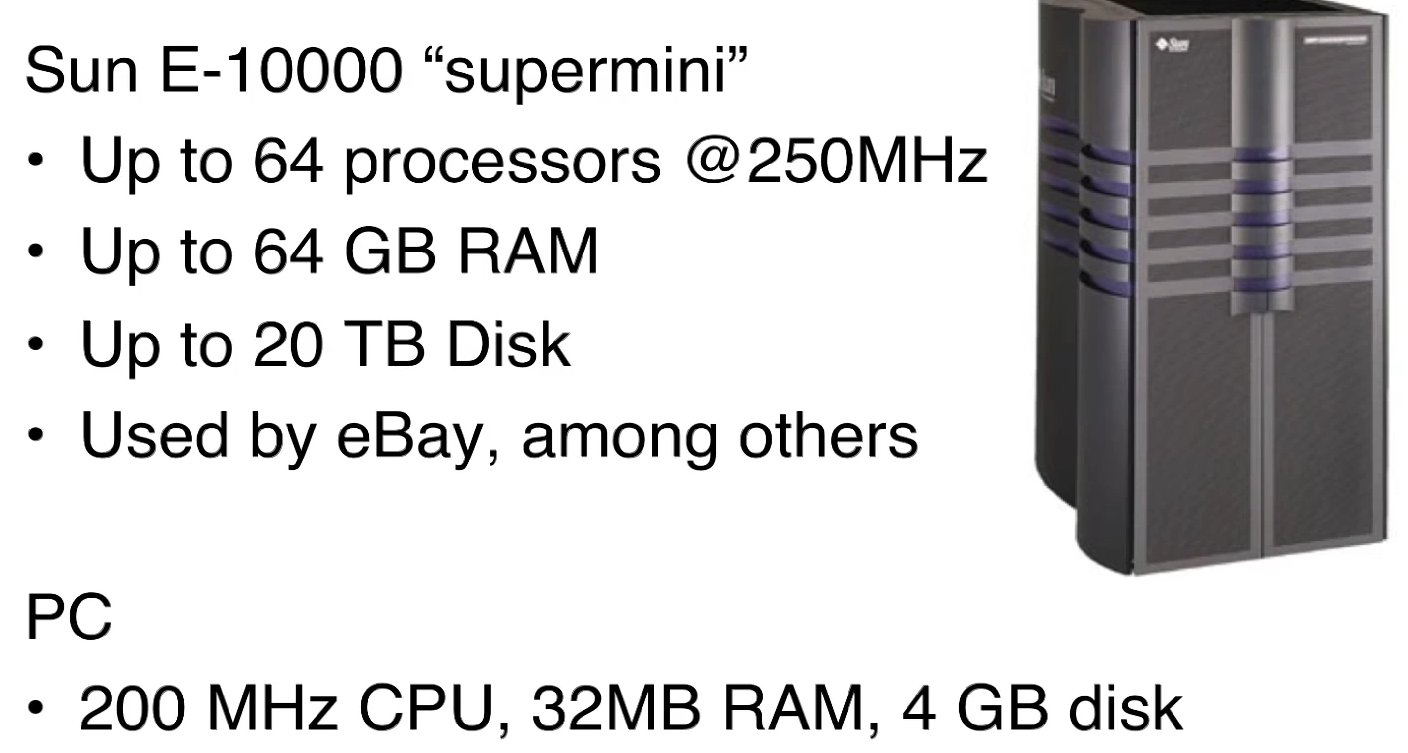 Sun E-10000 “supermini”
• Up to 64 processors @250MHz
• Up to 64 GB RAM
• Up to 20 TB Disk
• Used by eBay, among others
Sun
PC
• 200 MHz CPU, 32MB RAM, 4 GB disk